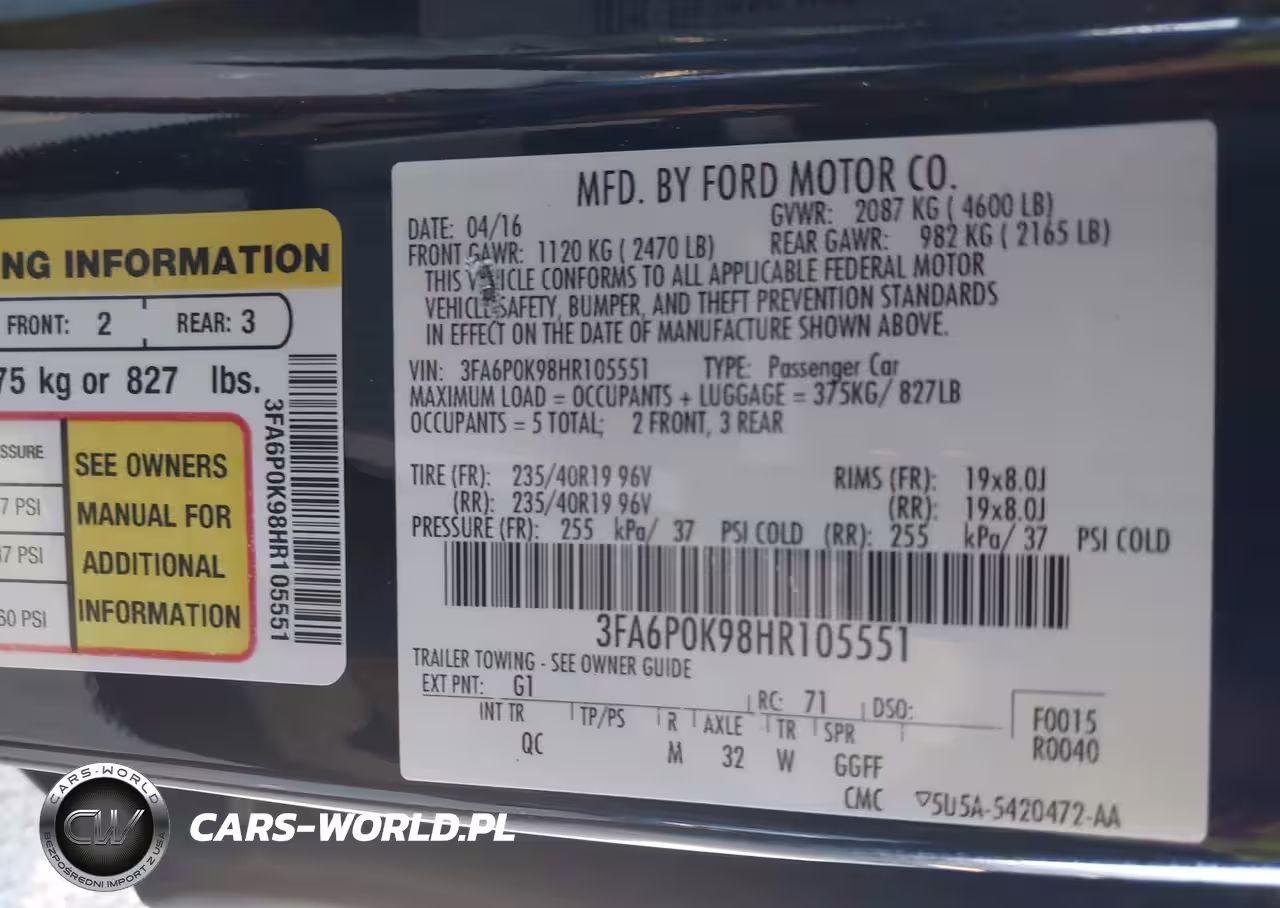 NG INFORMATION
FRONT: 2 REAR: 3
75 kg or 827 lbs.
SSURE
7 PSI
37 PSI
60 PSI
SEE OWNERS
MANUAL FOR
ADDITIONAL
INFORMATION
3FA6P0K98HR105551
MFD. BY FORD MOTOR CO.
DATE: 04/16 GVWR: 2087 KG ( 4600 LB)
FRONT GAWR: 1120 KG ( 2470 LB) REAR GAWR: 982 KG ( 2165 LB)
THIS VEHICLE CONFORMS TO ALL APPLICABLE FEDERAL MOTOR
VEHICLE SAFETY, BUMPER, AND THEFT PREVENTION STANDARDS
IN EFFECT ON THE DATE OF MANUFACTURE SHOWN ABOVE.
VIN: 3FA6P0K98HR105551 TYPE: Passenger Car
MAXIMUM LOAD = OCCUPANTS + LUGGAGE = 375KG/ 827LB
OCCUPANTS = 5 TOTAL; 2 FRONT, 3 REAR
TIRE (FR): 235/40R19 96V RIMS (FR): 19x8.0J
(RR): 235/40R19 96V (RR): 19x8.0J
PRESSURE (FR): 255 kPa/ 37 PSI COLD (RR): 255 kPa/ 37 PSI COLD
3FA6P0K98HR105551
TRAILER TOWING - SEE OWNER GUIDE
EXT PNT: G1 RC: 71 DSO:
INT TR TP/PS R AXLE TR SPR
QC M 32 W GGFF
F0015
R0040
CMC ▽5U5A-5420472-AA
CARS-WORLD
CW
BEZPOŚREDNI IMPORT Z USA
CARS-WORLD.PL